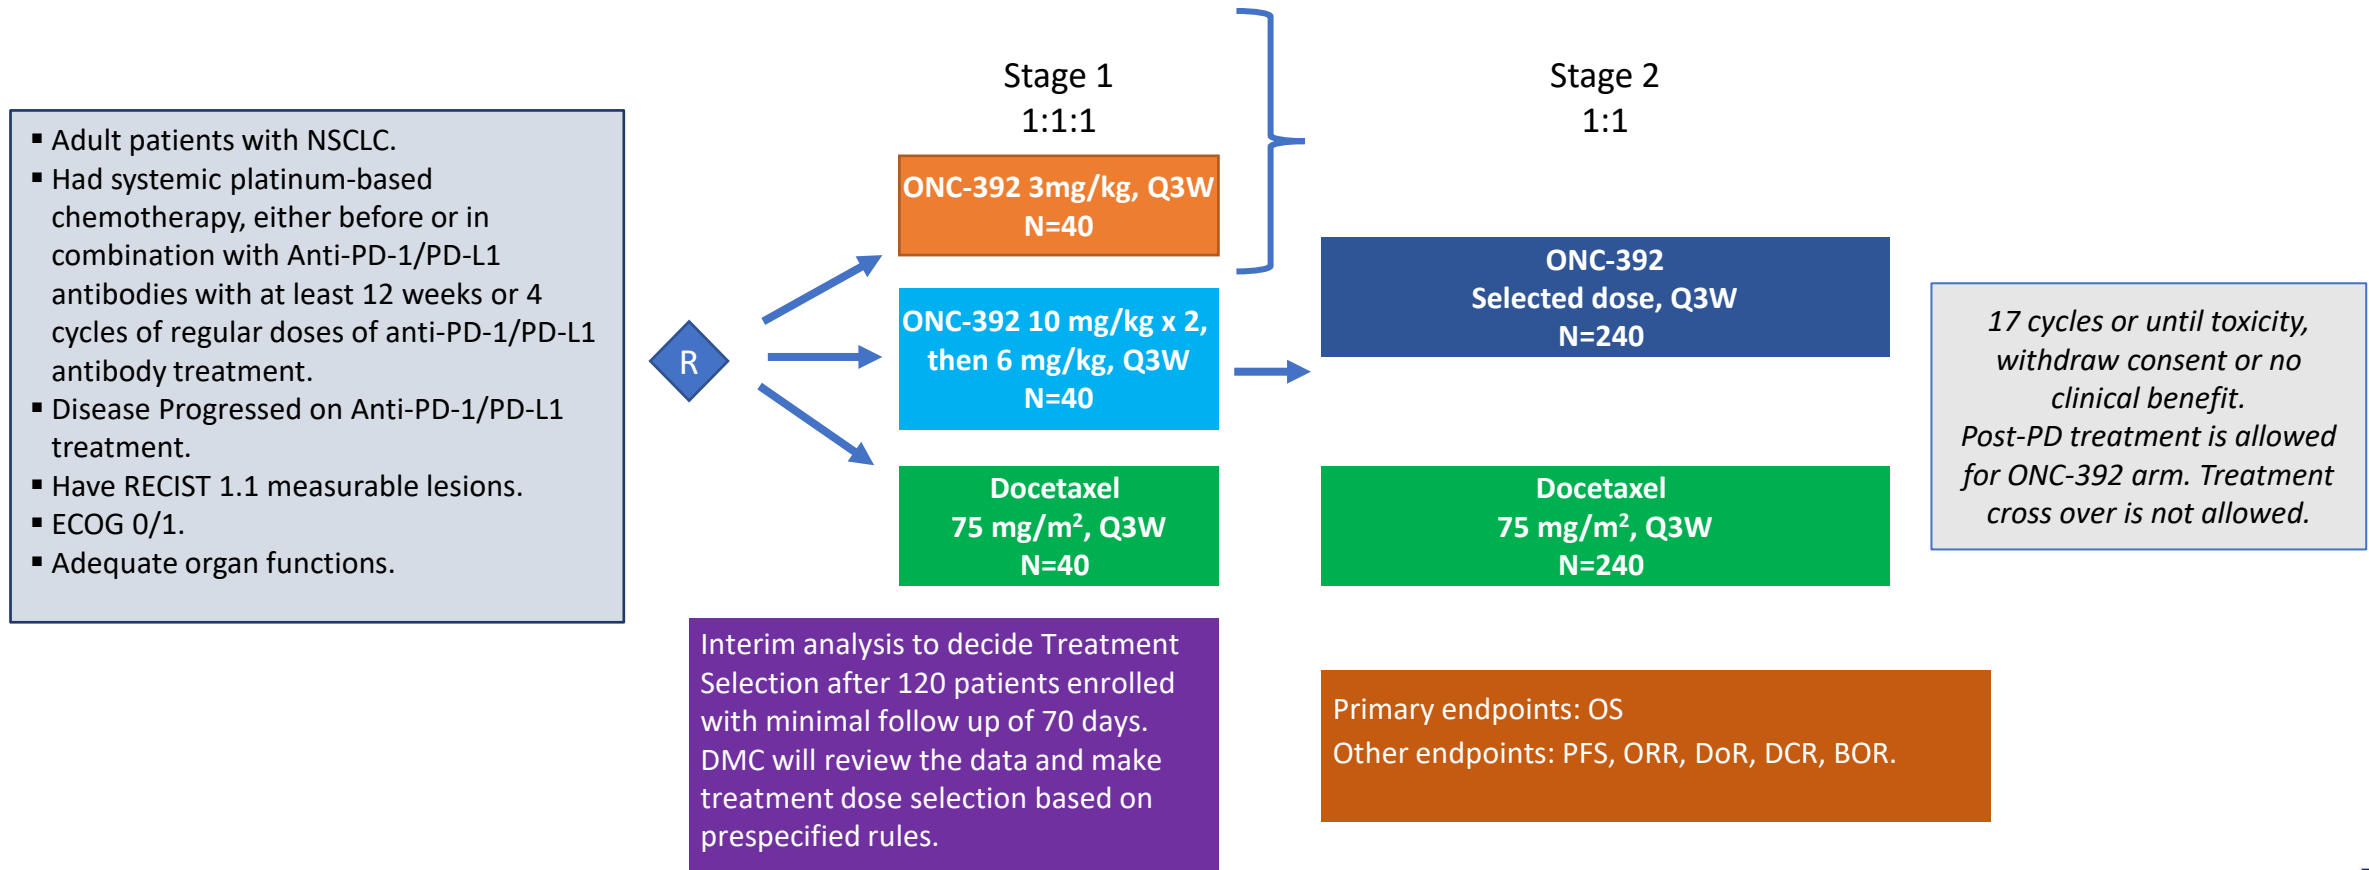 ▪ Adult patients with NSCLC.
▪ Had systemic platinum-based
chemotherapy, either before or in
combination with Anti-PD-1/PD-L1
antibodies with at least 12 weeks or 4
cycles of regular doses of anti-PD-1/PD-L1
antibody treatment.
▪ Disease Progressed on Anti-PD-1/PD-L1
treatment.
▪ Have RECIST 1.1 measurable lesions.
▪ ECOG 0/1.
▪ Adequate organ functions.
R
Stage 1
1:1:1
ONC-392 3mg/kg, Q3W
N=40
ONC-392 10 mg/kg x 2,
then 6 mg/kg, Q3W
N=40
Docetaxel
75 mg/m², Q3W
N=40
Interim analysis to decide Treatment
Selection after 120 patients enrolled
with minimal follow up of 70 days.
DMC will review the data and make
treatment dose selection based on
prespecified rules.
Stage 2
1:1
ONC-392
Selected dose, Q3W
N=240
Docetaxel
75 mg/m², Q3W
N=240
Primary endpoints: OS
Other endpoints: PFS, ORR, DoR, DCR, BOR.
17 cycles or until toxicity,
withdraw consent or no
clinical benefit.
Post-PD treatment is allowed
for ONC-392 arm. Treatment
cross over is not allowed.